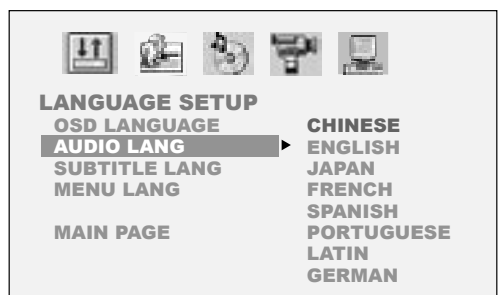 LANGUAGE SETUP
OSD LANGUAGE
AUDIO LANG
SUBTITLE LANG
MENU LANG
MAIN PAGE
CHINESE
ENGLISH
JAPAN
FRENCH
SPANISH
PORTUGUESE
LATIN
GERMAN